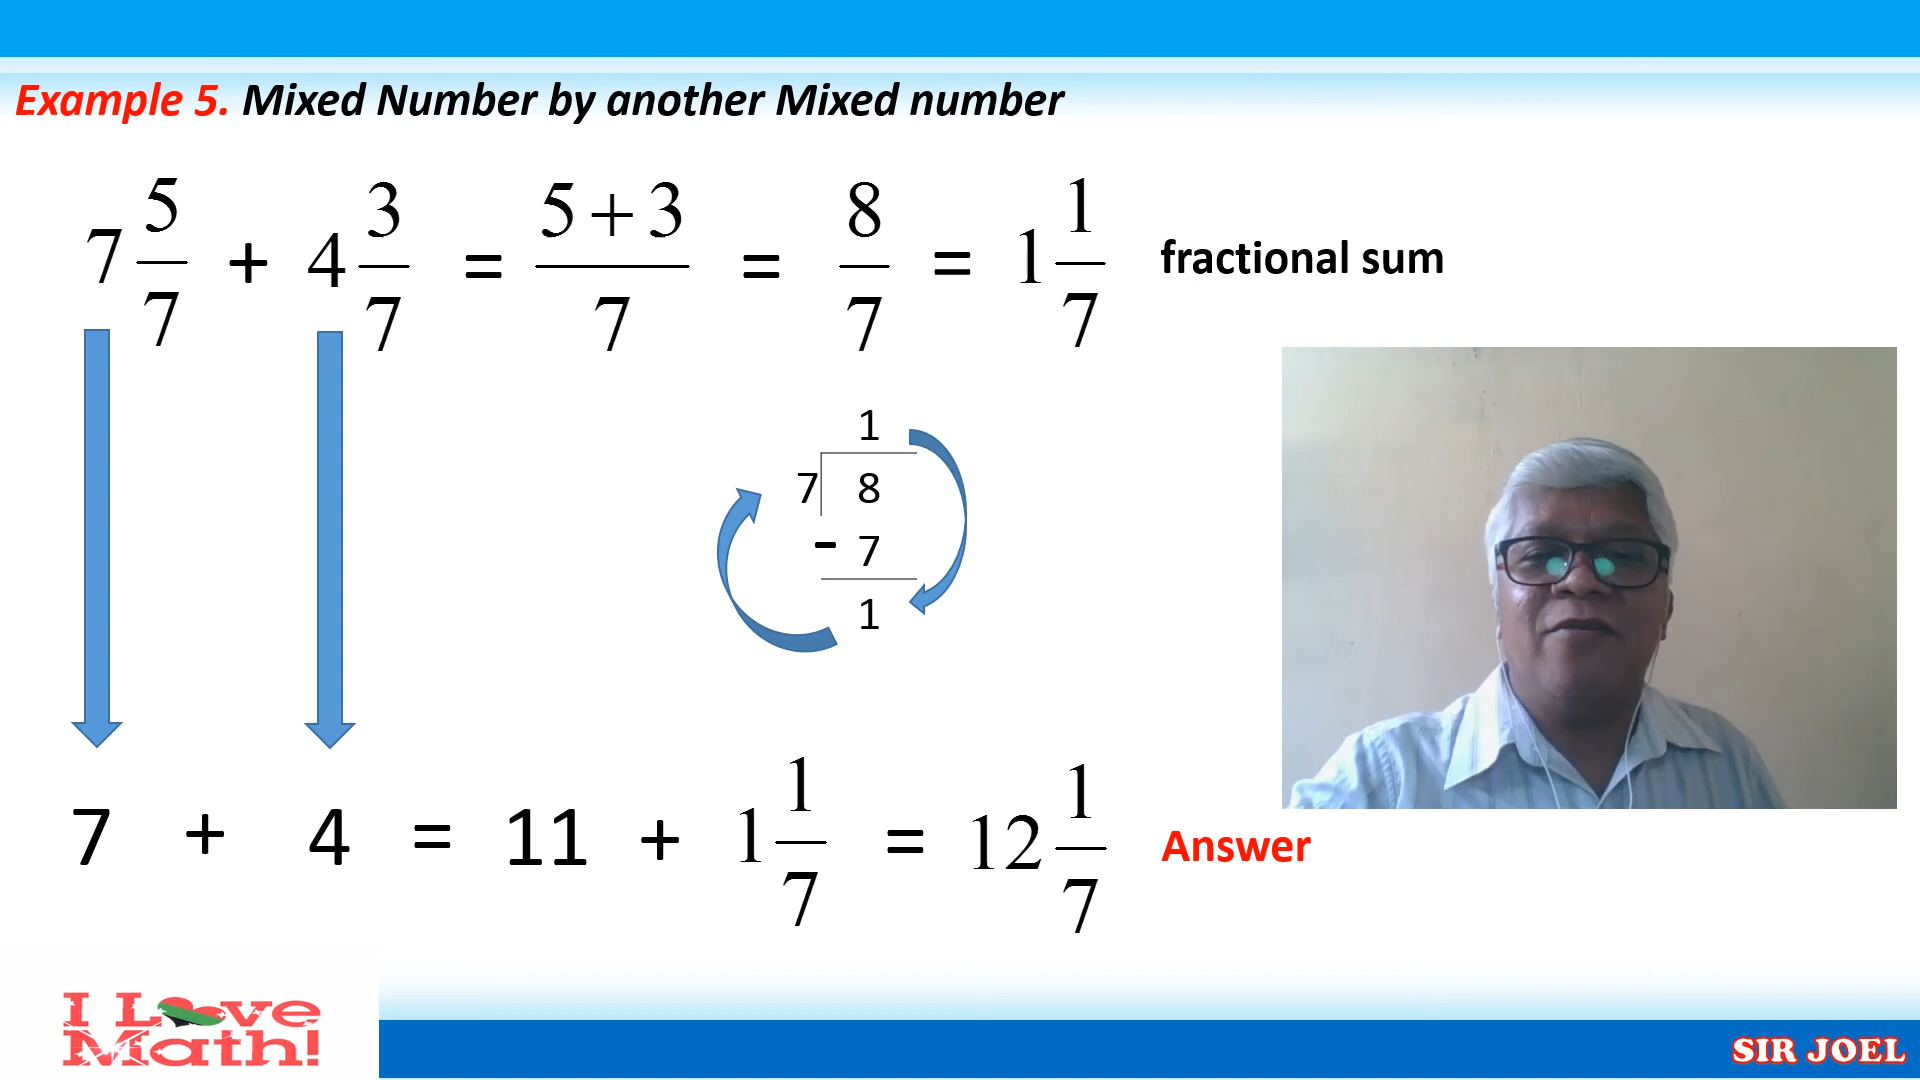 Example 5. Mixed Number by another Mixed number
7 5/7 + 4 3/7 = 5+3/7 = 8/7 = 1 1/7 fractional sum
1
7 8
- 7
1
7 + 4 = 11 + 1 1/7 = 12 1/7 Answer
I Love
Math!
SIR JOEL